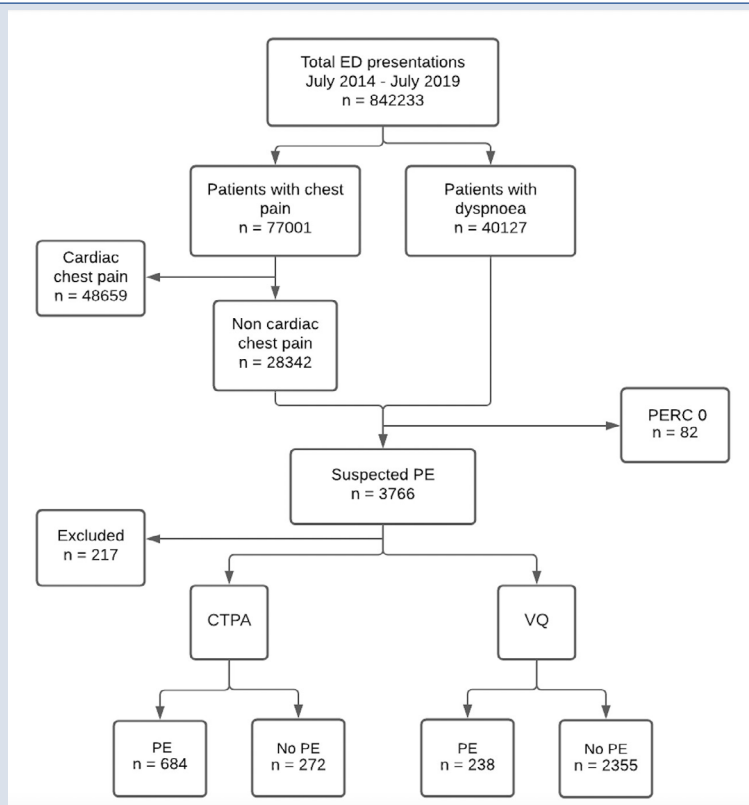 Total ED presentations
July 2014 - July 2019
n = 842233
Patients with chest
pain
n = 77001
Patients with
dyspnoea
n = 40127
Cardiac
chest pain
n = 48659
Non cardiac
chest pain
n = 28342
PERC 0
n = 82
Suspected PE
n = 3766
Excluded
n = 217
CTPA
VQ
PE
n = 684
No PE
n = 272
PE
n = 238
No PE
n = 2355